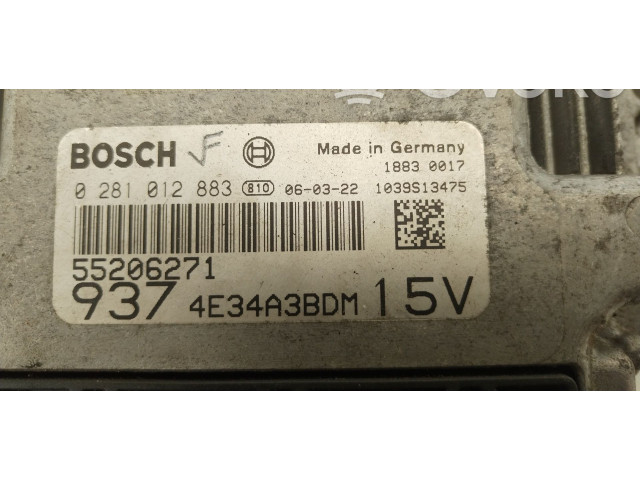 BOSCH F Made in Germany
1883 0017
0 281 012 883 810 06-03-22 1039S13475
55206271
937 4E34A3BDM 15V